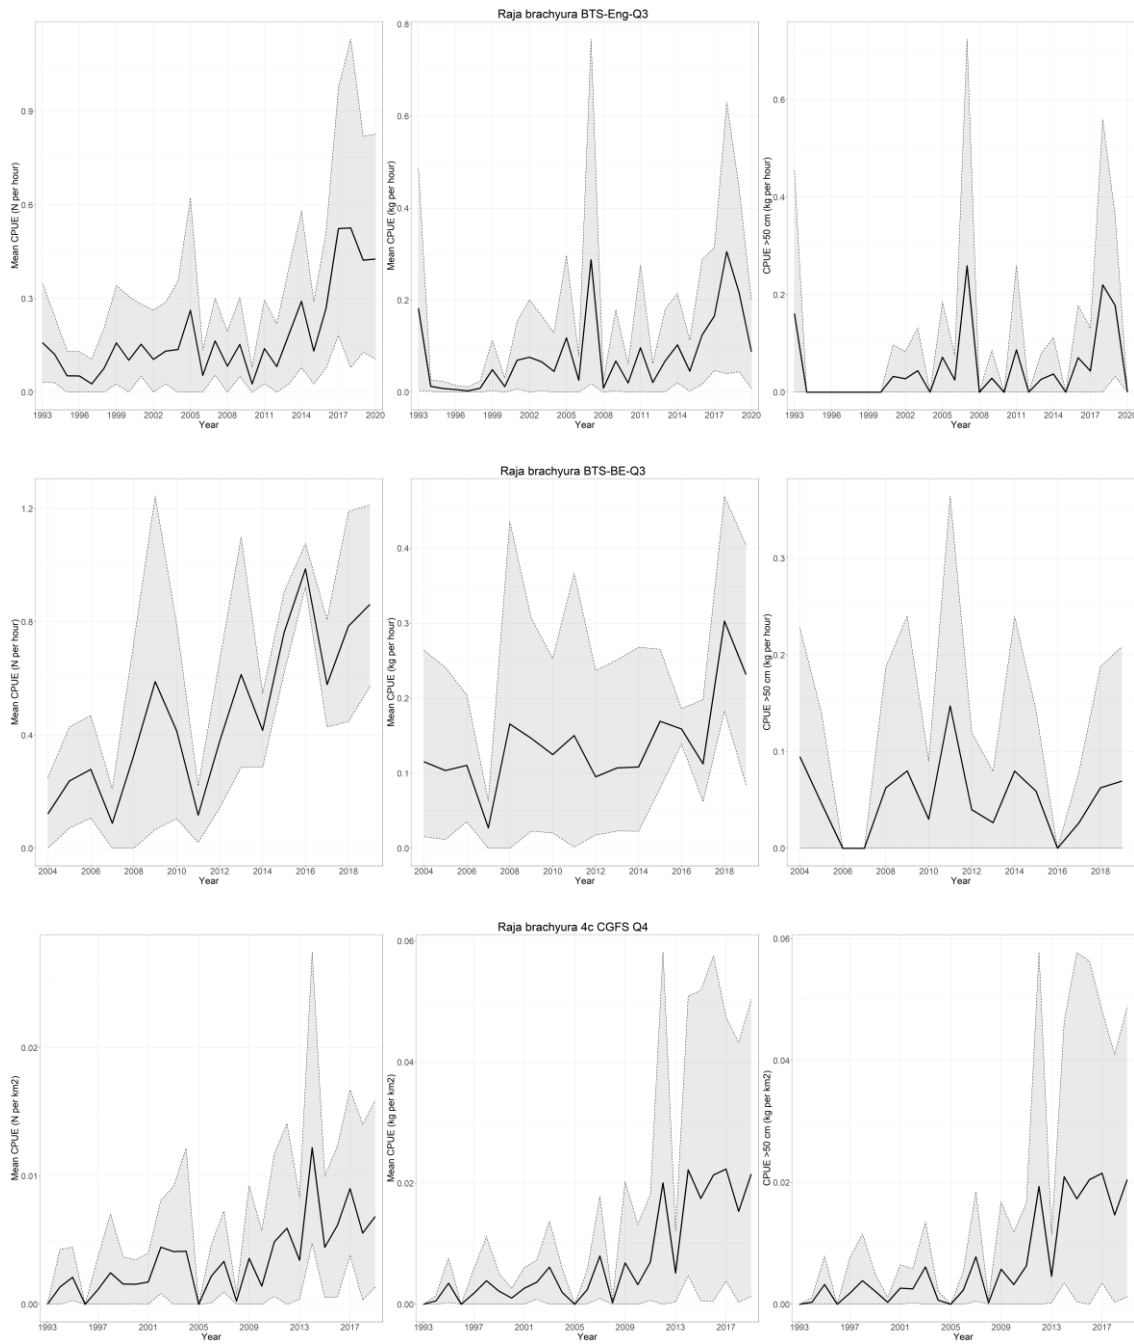 Raja brachyura BTS-Eng-Q3
Mean CPUE (N per hour)
0.9
0.6
0.3
0.0
1993 1996 1999 2002 2005 2008 2011 2014 2017 2020
Year
Mean CPUE (kg per hour)
0.8
0.6
0.4
0.2
0.0
1993 1996 1999 2002 2005 2008 2011 2014 2017 2020
Year
CPUE >50 cm (kg per hour)
0.6
0.4
0.2
0.0
1993 1996 1999 2002 2005 2008 2011 2014 2017 2020
Year
Raja brachyura BTS-BE-Q3
Mean CPUE (N per hour)
1.2
0.8
0.4
0.0
2004 2006 2008 2010 2012 2014 2016 2018
Year
Mean CPUE (kg per hour)
0.4
0.3
0.2
0.1
0.0
2004 2006 2008 2010 2012 2014 2016 2018
Year
CPUE >50 cm (kg per hour)
0.3
0.2
0.1
0.0
2004 2006 2008 2010 2012 2014 2016 2018
Year
Raja brachyura 4c CGFS Q4
Mean CPUE (N per km2)
0.02
0.01
0.00
1993 1997 2001 2005 2009 2013 2017
Year
Mean CPUE (kg per km2)
0.06
0.04
0.02
0.00
1993 1997 2001 2005 2009 2013 2017
Year
CPUE >50 cm (kg per km2)
0.06
0.04
0.02
0.00
1993 1997 2001 2005 2009 2013 2017
Year